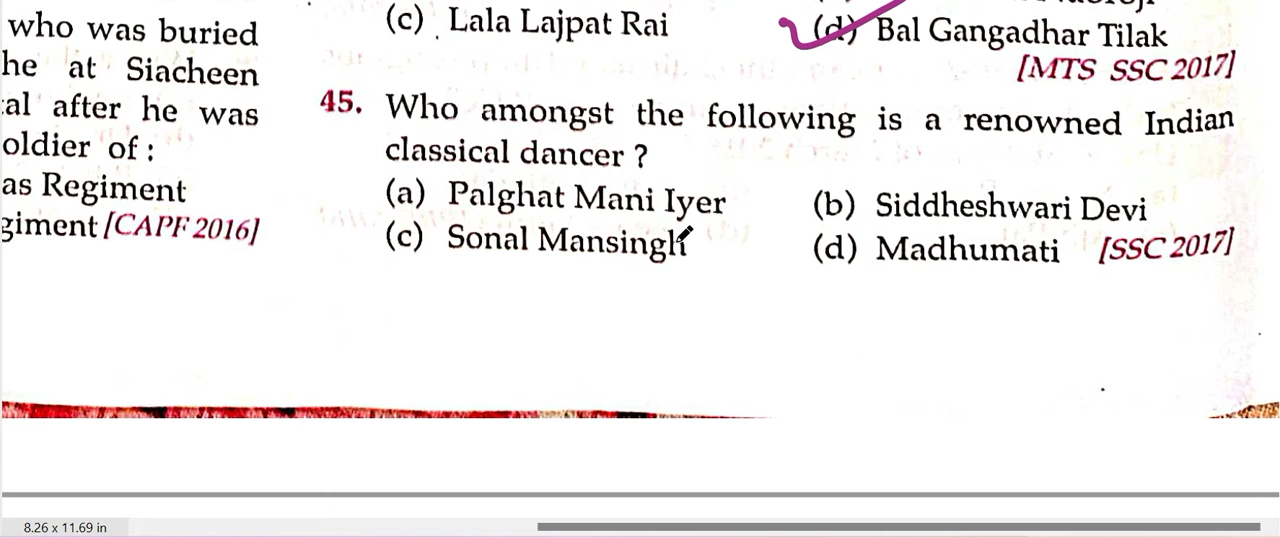 who was buried
he at Siacheen
al after he was
oldier of :
as Regiment
giment [CAPF 2016]
(c) Lala Lajpat Rai
(d) Bal Gangadhar Tilak
[MTS SSC 2017]
45. Who amongst the following is a renowned Indian
classical dancer ?
(a) Palghat Mani Iyer
(b) Siddheshwari Devi
(c) Sonal Mansingh
(d) Madhumati [SSC 2017]
8.26 x 11.69 in